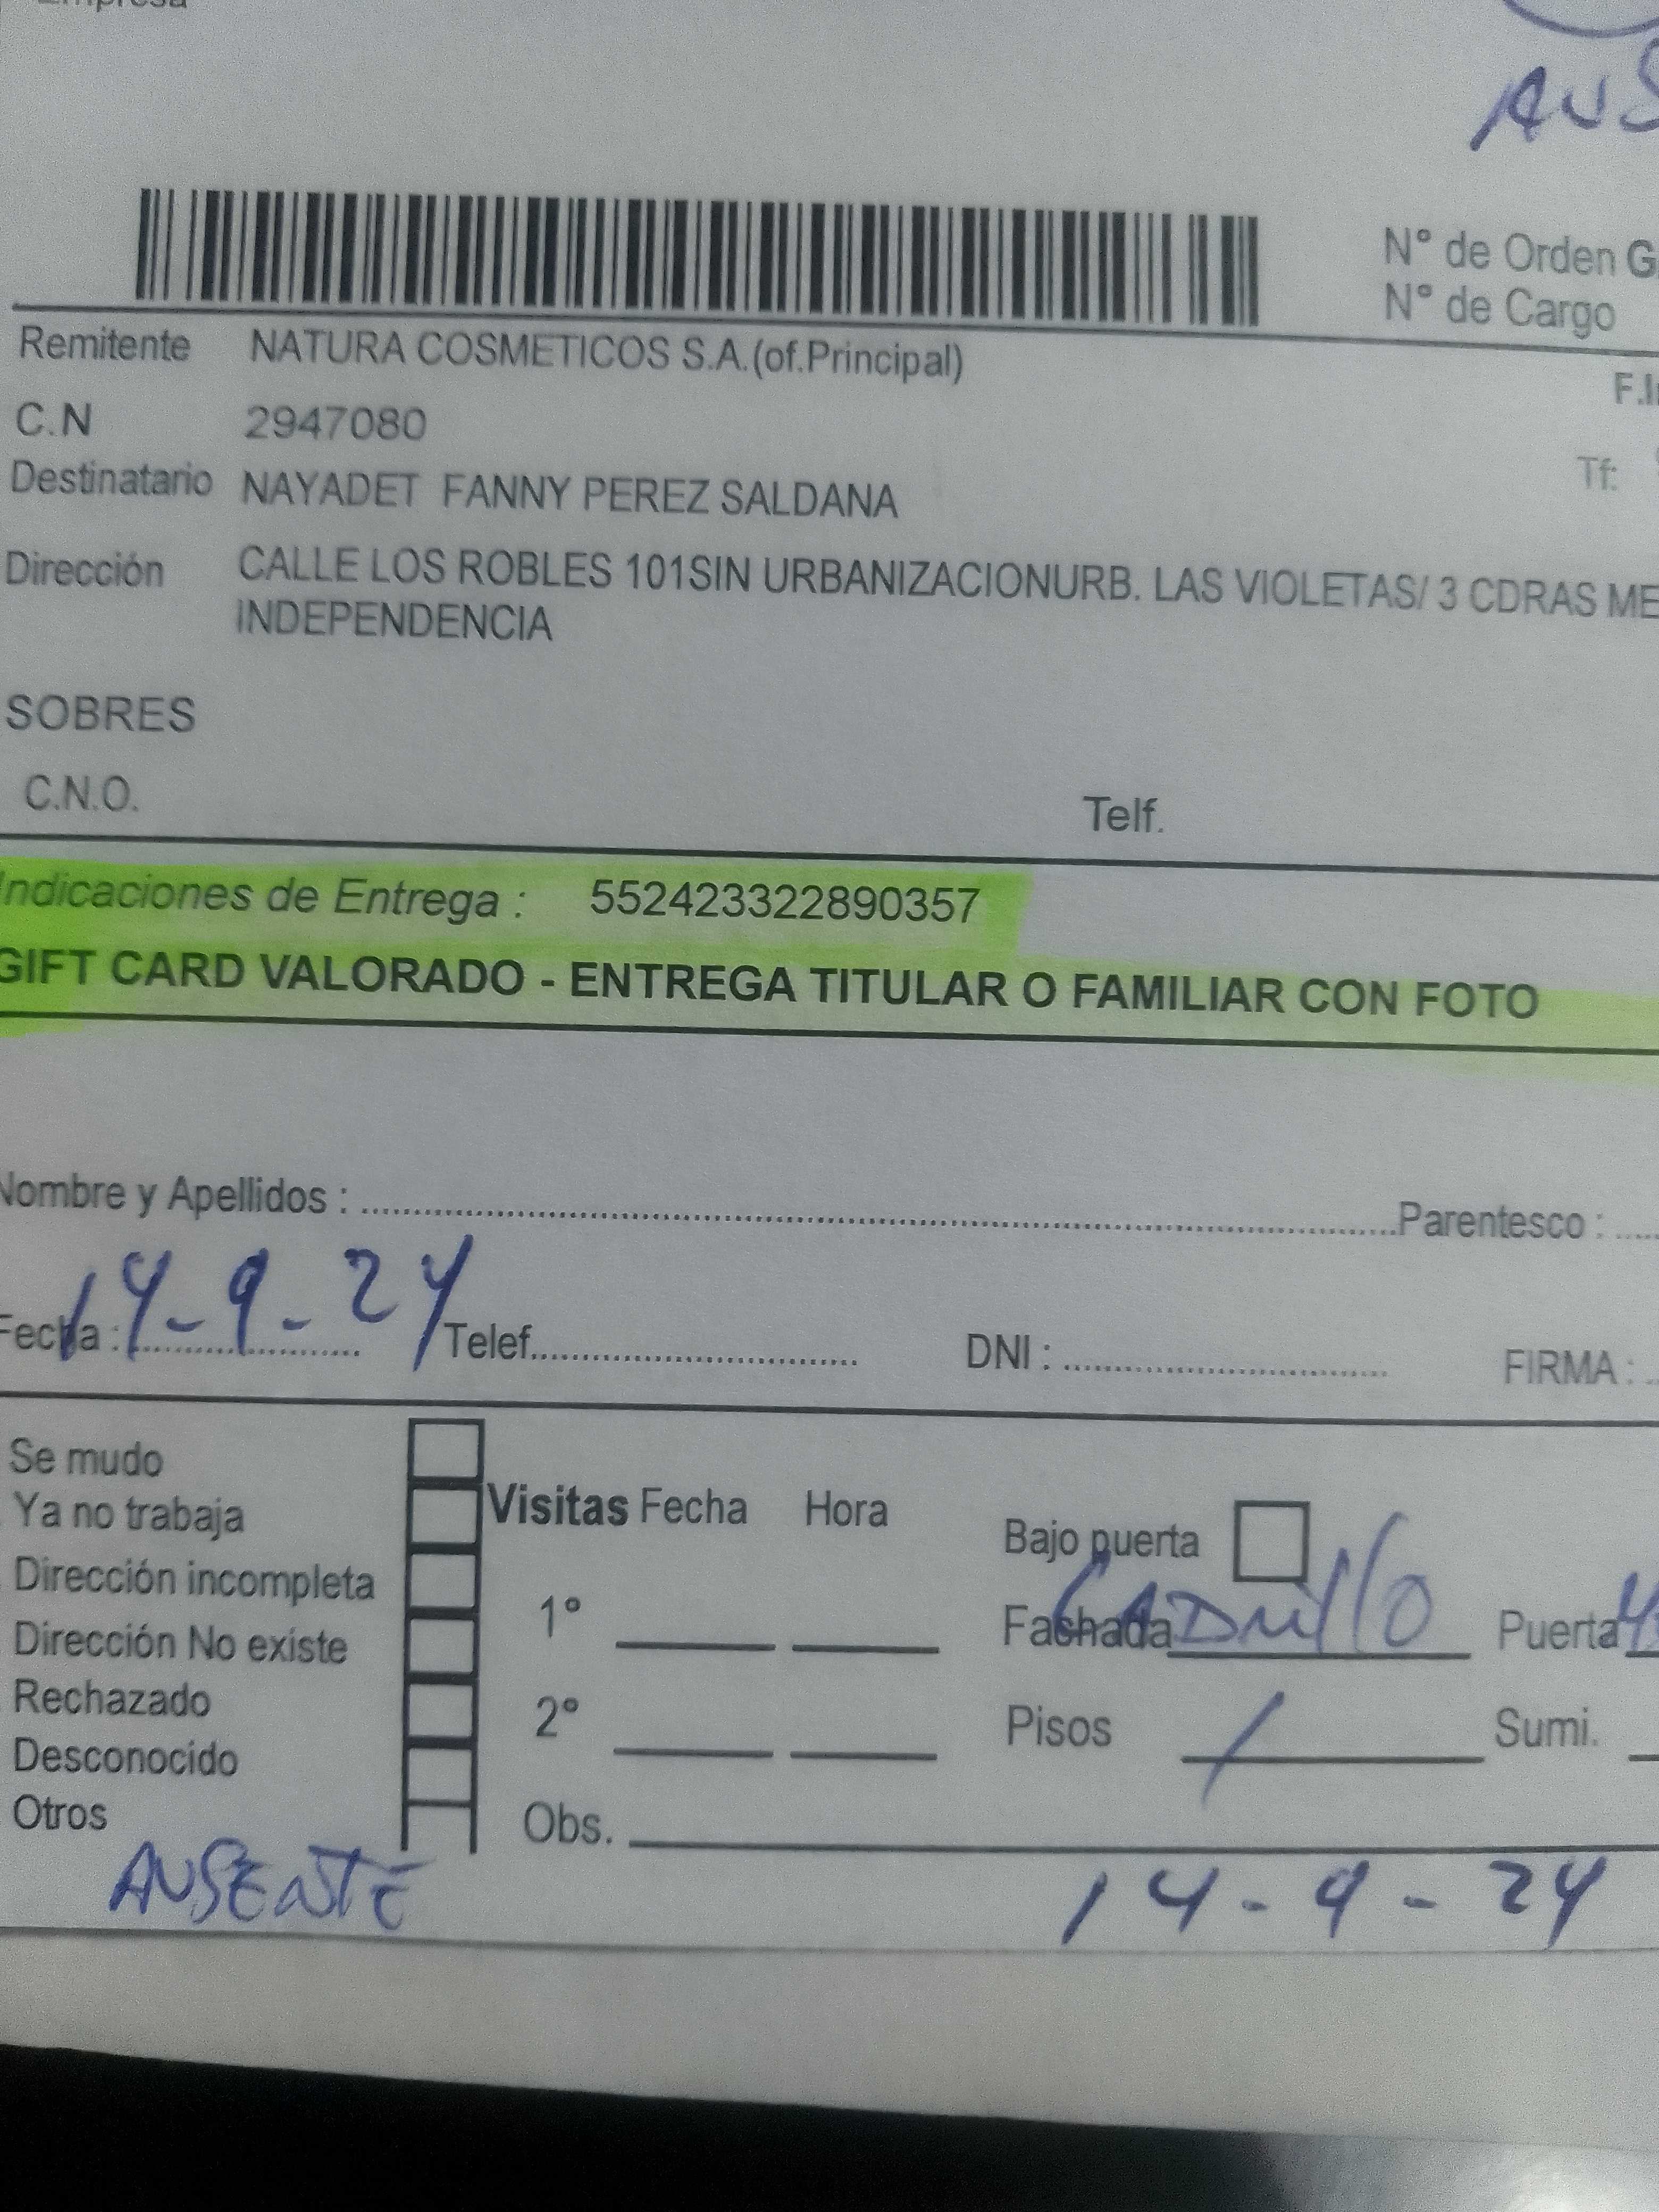 Empresa
AUS
N° de Orden G
N° de Cargo
Remitente NATURA COSMETICOS S.A.(of.Principal)
F.I
C.N 2947080
Tf:
Destinatario NAYADET FANNY PEREZ SALDANA
Dirección CALLE LOS ROBLES 101SIN URBANIZACIONURB. LAS VIOLETAS/ 3 CDRAS ME
INDEPENDENCIA
SOBRES
C.N.O. Telf.
Indicaciones de Entrega : 552423322890357
GIFT CARD VALORADO - ENTREGA TITULAR O FAMILIAR CON FOTO
Nombre y Apellidos : Parentesco :
Fecha : 14-9-24 Telef. DNI : FIRMA :
Se mudo
Ya no trabaja
Visitas Fecha Hora
Bajo puerta
Dirección incompleta
1°
Fachada Puerta
Dirección No existe
Rechazado
2°
Pisos 1 Sumi.
Desconocido
Otros
Obs.
AUSENTE 14-9-24